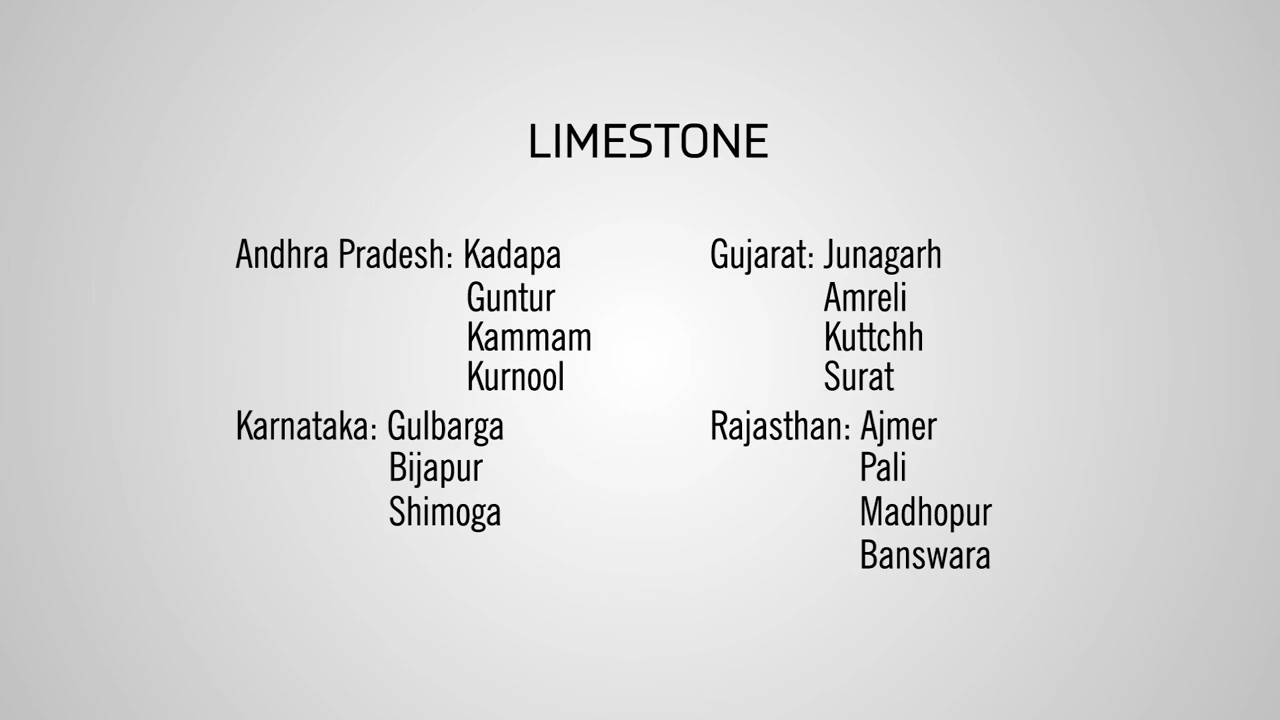 LIMESTONE
Andhra Pradesh: Kadapa
Guntur
Kammam
Kurnool
Karnataka: Gulbarga
Bijapur
Shimoga
Gujarat: Junagarh
Amreli
Kuttchh
Surat
Rajasthan: Ajmer
Pali
Madhopur
Banswara